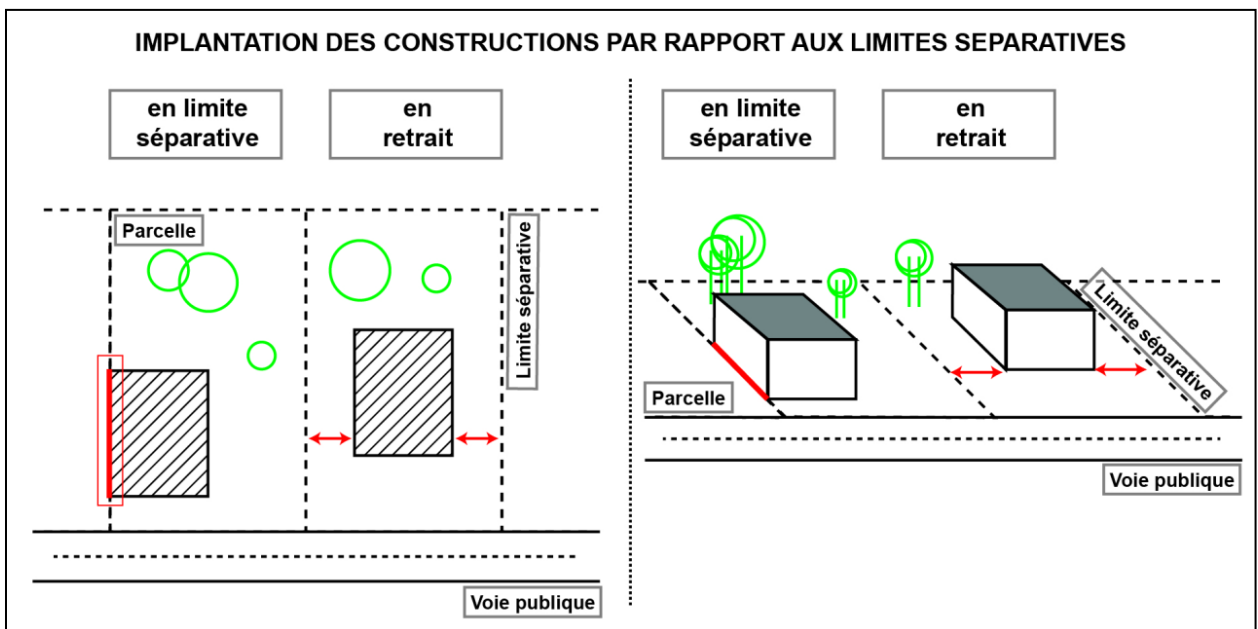 IMPLANTATION DES CONSTRUCTIONS PAR RAPPORT AUX LIMITES SEPARATIVES
en limite
séparative
en
retrait
Parcelle
Limite séparative
Voie publique
en limite
séparative
en
retrait
Limite séparative
Parcelle
Voie publique